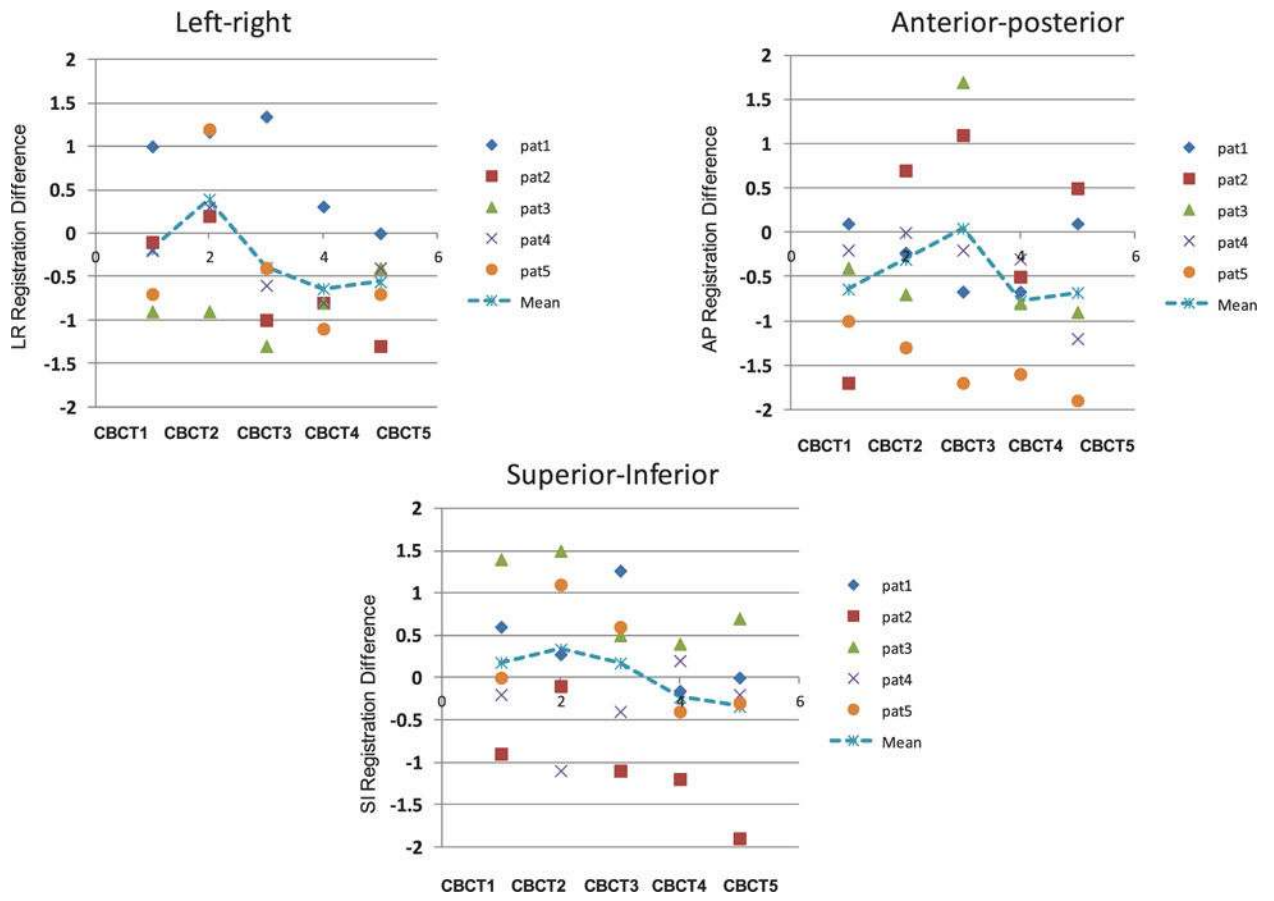 Left-right
LR Registration Difference
2
1.5
1
0.5
0
-0.5
-1
-1.5
-2
0 2 4 6
CBCT1 CBCT2 CBCT3 CBCT4 CBCT5
pat1
pat2
pat3
pat4
pat5
Mean
Anterior-posterior
AP Registration Difference
2
1.5
1
0.5
0
-0.5
-1
-1.5
-2
0 2 4 6
CBCT1 CBCT2 CBCT3 CBCT4 CBCT5
pat1
pat2
pat3
pat4
pat5
Mean
Superior-Inferior
SI Registration Difference
2
1.5
1
0.5
0
-0.5
-1
-1.5
-2
0 2 4 6
CBCT1 CBCT2 CBCT3 CBCT4 CBCT5
pat1
pat2
pat3
pat4
pat5
Mean